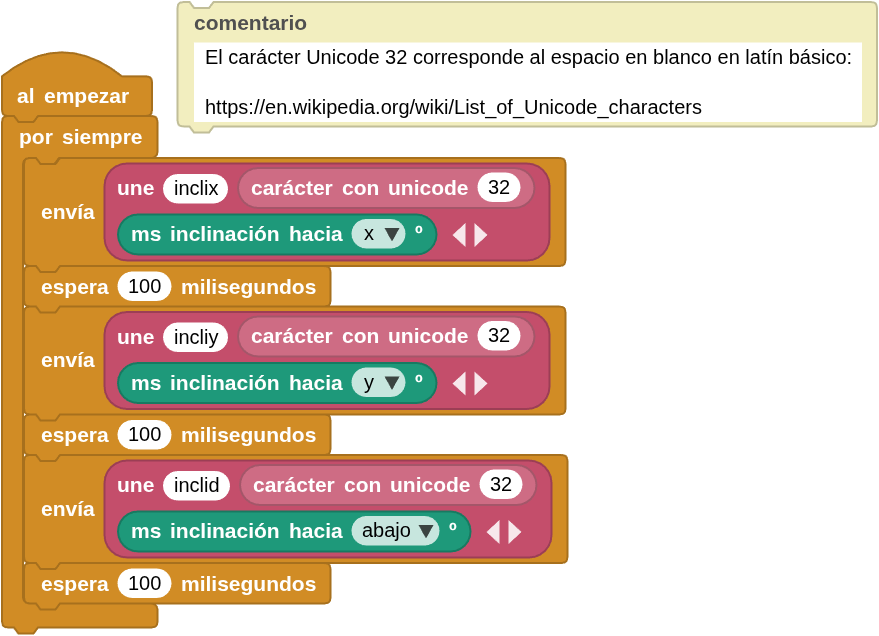 comentario
El carácter Unicode 32 corresponde al espacio en blanco en latín básico:
https://en.wikipedia.org/wiki/List_of_Unicode_characters
al empezar
por siempre
envía
une inclix carácter con unicode 32
ms inclinación hacia x º
espera 100 milisegundos
envía
une incliy carácter con unicode 32
ms inclinación hacia y º
espera 100 milisegundos
envía
une inclid carácter con unicode 32
ms inclinación hacia abajo º
espera 100 milisegundos